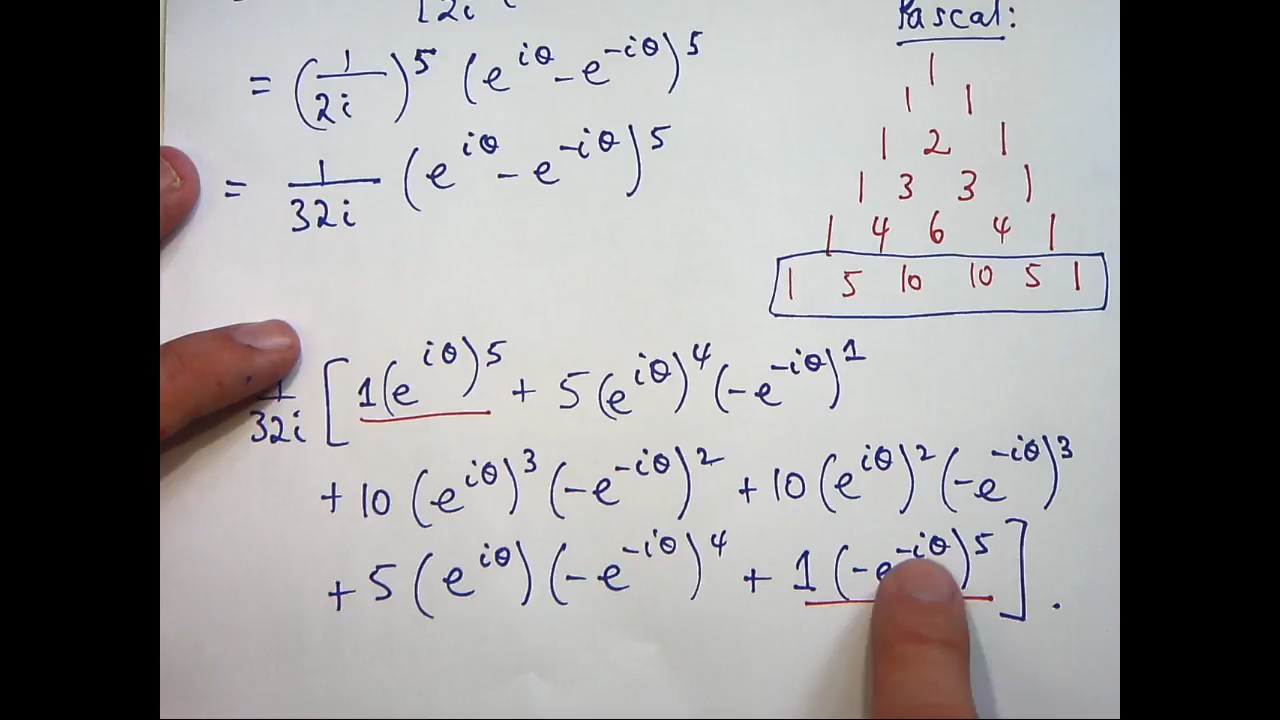 [2i
= (1/2i)^5 (e^{iθ} - e^{-iθ})^5
= 1/32i (e^{iθ} - e^{-iθ})^5
Pascal:
1
1 1
1 2 1
1 3 3 1
1 4 6 4 1
1 5 10 10 5 1
1/32i [ 1(e^{iθ})^5 + 5(e^{iθ})^4 (-e^{-iθ})^1
+ 10 (e^{iθ})^3 (-e^{-iθ})^2 + 10 (e^{iθ})^2 (-e^{-iθ})^3
+ 5 (e^{iθ}) (-e^{-iθ})^4 + 1 (-e^{-iθ})^5 ] .